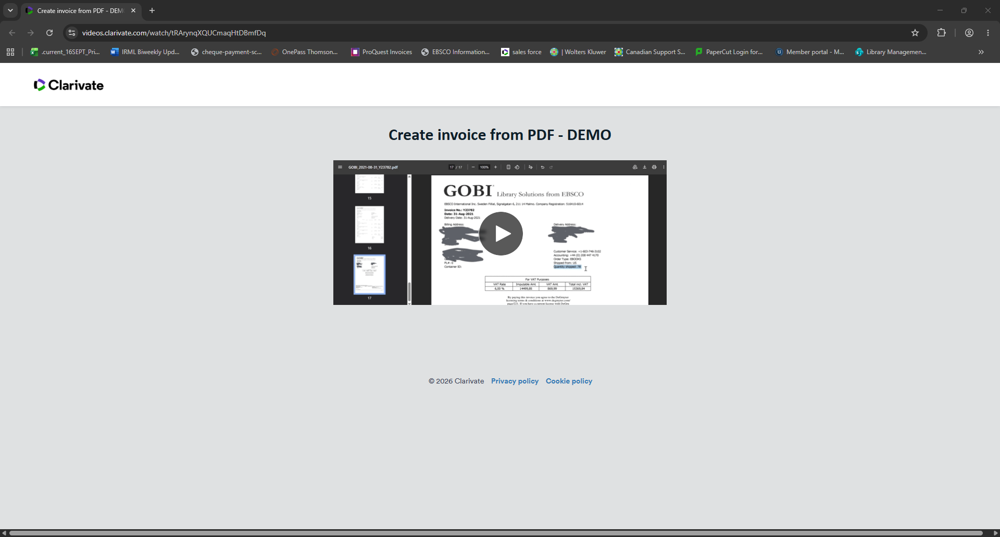 Create invoice from PDF - DEM
videos.clarivate.com/watch/tRArynqXQUCmaqHtDBmfDq
.current_16SEPT_Pri...
IRML Biweekly Upd...
cheque-payment-sc...
OnePass Thomson...
ProQuest Invoices
EBSCO Information...
sales force
| Wolters Kluwer
Canadian Support S...
PaperCut Login for...
Member portal - M...
Library Managemen...
Clarivate
Create invoice from PDF - DEMO
GOBI_2021-08-31_Y23782.pdf
17 / 17
100%
15
16
17
GOBI Library Solutions from EBSCO
EBSCO International Inc. Sweden Filial, Signalgatan 6, 211 14 Malmo. Company Registration: 516410-6014
Invoice No.: Y23782
Date: 31-Aug-2021
Delivery Date: 31-Aug-2021
Billing Address:
Delivery Address:
PL#: 0
Container ID:
Customer Service: +1-603-746-3102
Accounting: +44 (0) 208 447 4170
Order Type: EBOOKS
Shipped from: US
Quantity shipped: 78
For VAT Purposes
VAT Rate Imputable Amt VAT Amt Total incl. VAT
6,00 % 14499,85 869,99 15369,84
By paying this invoice you agree to the DeGruyter
licensing terms & conditions at www.degruyter.com/
page/221. If you have a current license with DeGru
© 2026 Clarivate Privacy policy Cookie policy